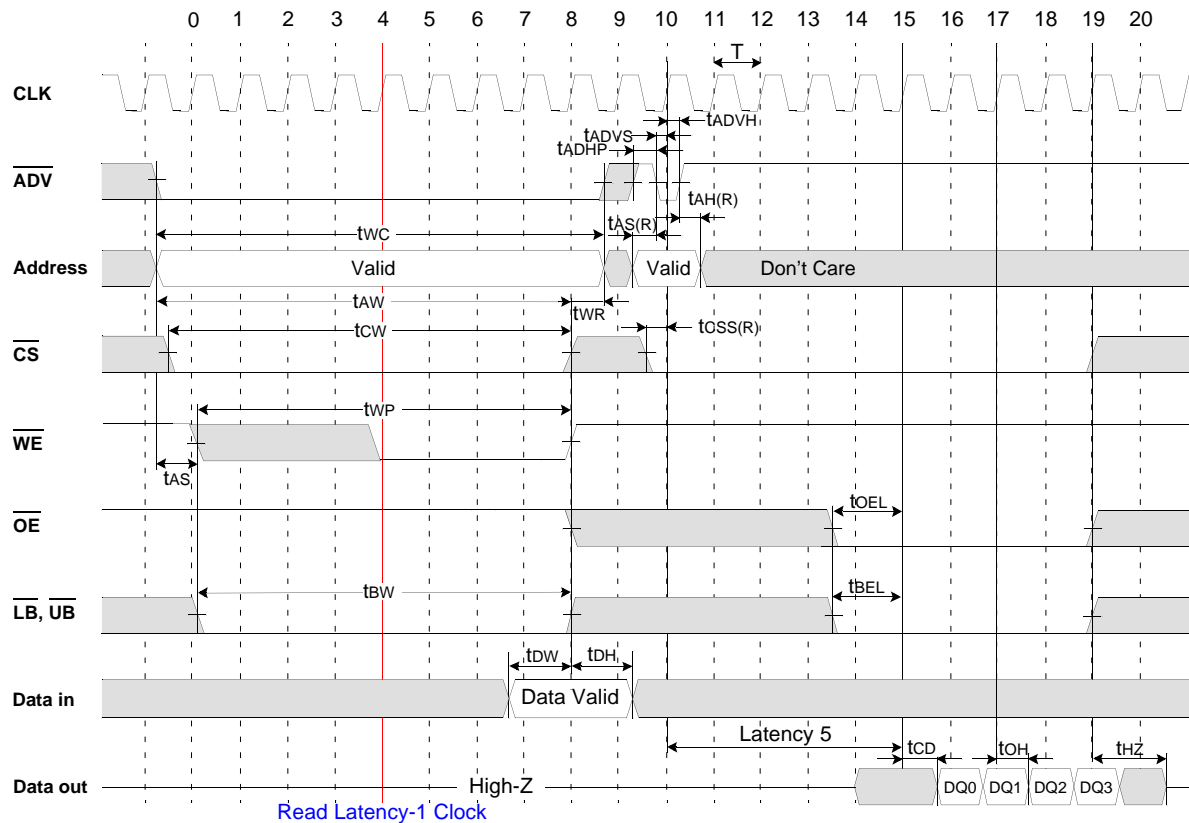 0 1 2 3 4 5 6 7 8 9 10 11 12 13 14 15 16 17 18 19 20
T
CLK
tADVH
tADVS
tADHP
ADV
tAH(R)
tAS(R)
tWC
Address
Valid
Valid
Don't Care
tAW
tWR
tCW
tCSS(R)
CS
tWP
WE
tAS
tOEL
OE
tBW
tBEL
LB, UB
tDW
tDH
Data in
Data Valid
Latency 5
tCD
tOH
tHZ
Data out
High-Z
DQ0 DQ1 DQ2 DQ3
Read Latency-1 Clock